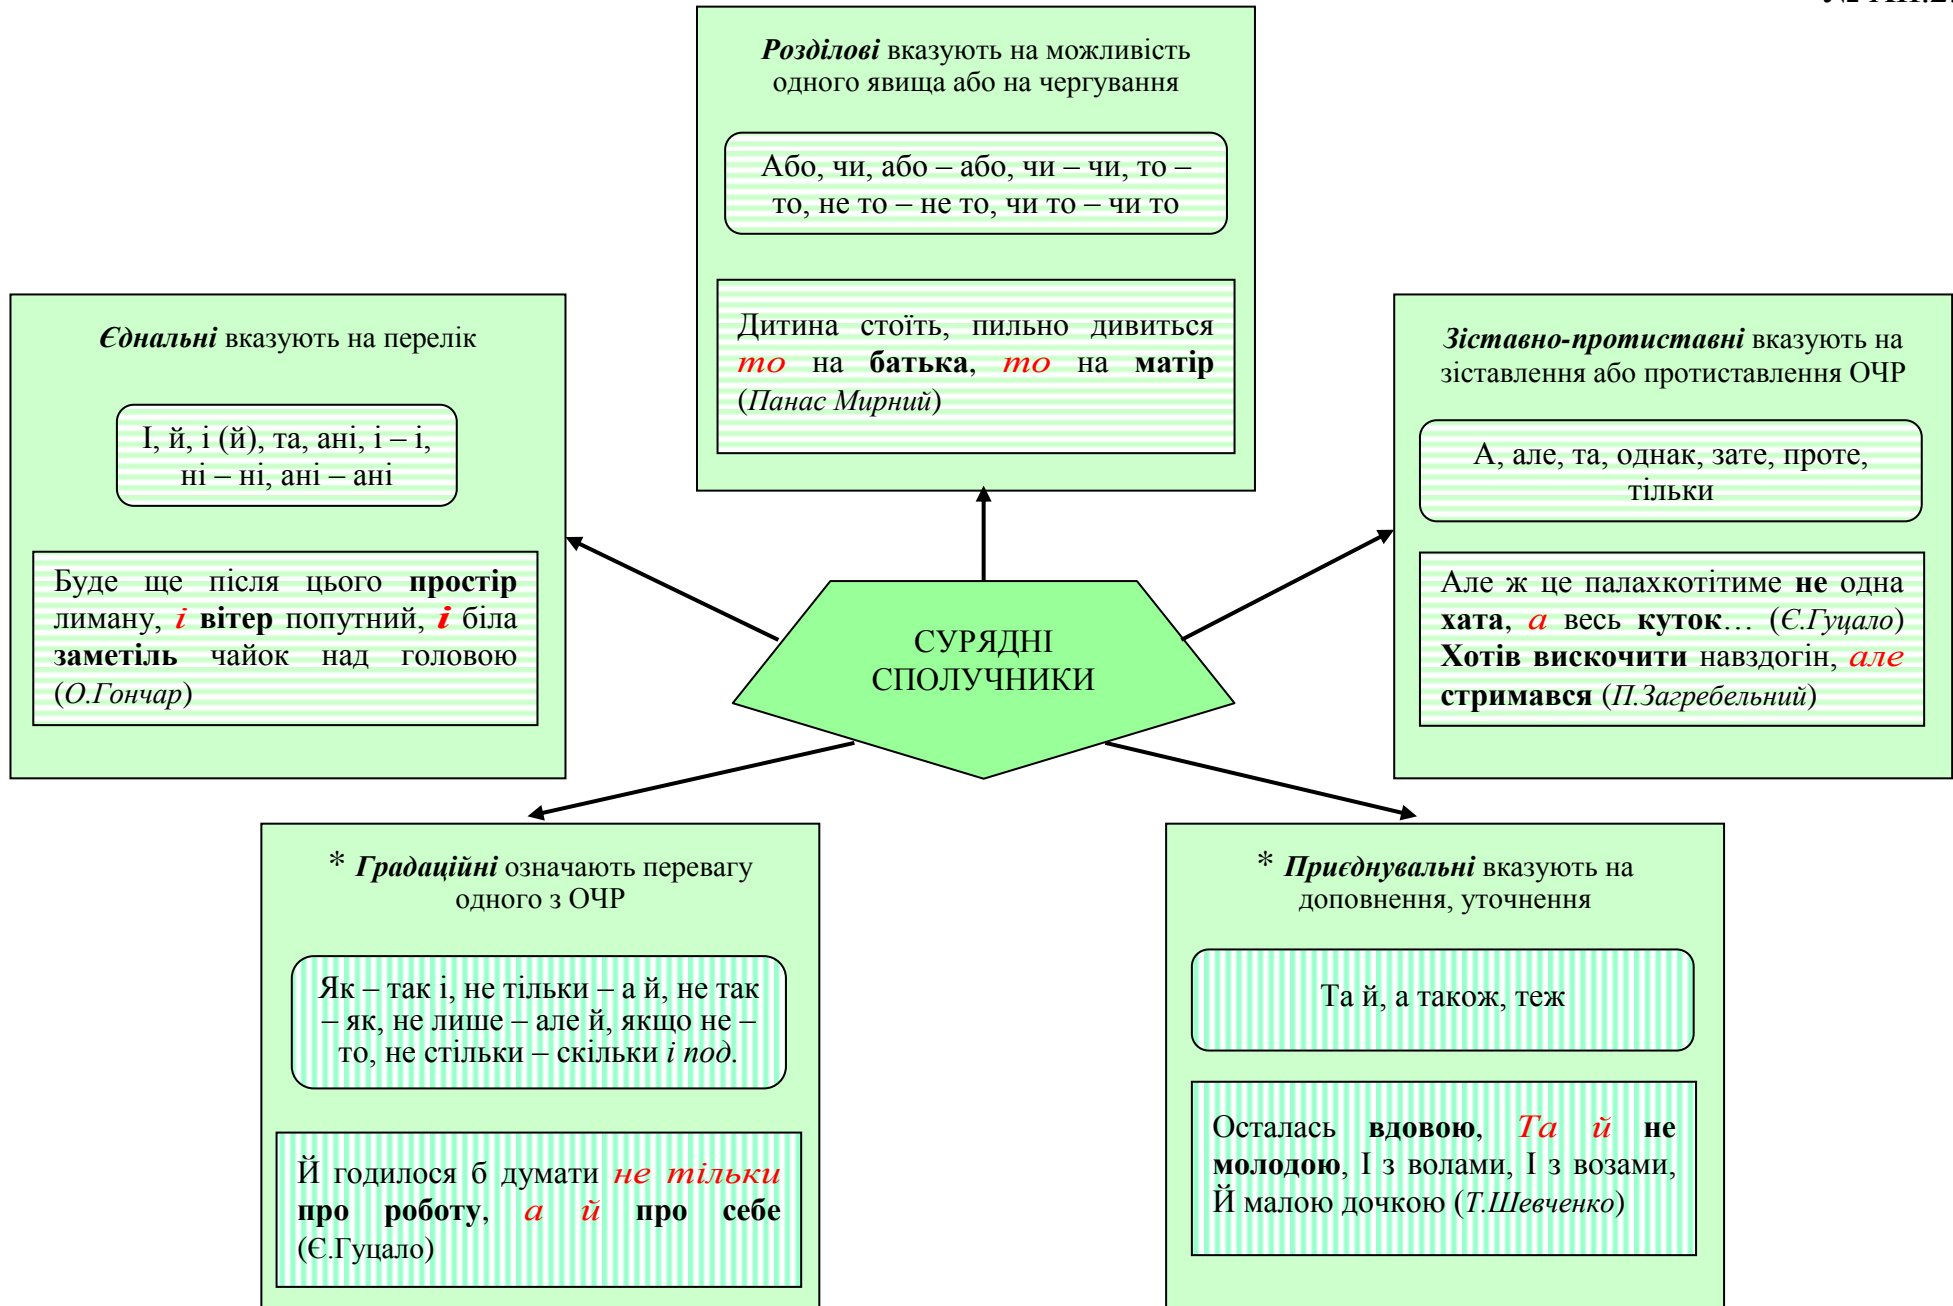 Розділові вказують на можливість
одного явища або на чергування
Або, чи, або – або, чи – чи, то –
то, не то – не то, чи то – чи то
Дитина стоїть, пильно дивиться
то на батька, то на матір
(Панас Мирний)
Єднальні вказують на перелік
І, й, і (й), та, ані, і – і,
ні – ні, ані – ані
Буде ще після цього простір
лиману, і вітер попутний, і біла
заметіль чайок над головою
(О.Гончар)
Зіставно-протиставні вказують на
зіставлення або протиставлення ОЧР
А, але, та, однак, зате, проте,
тільки
Але ж це палахкотітиме не одна
хата, а весь куток… (Є.Гуцало)
Хотів вискочити навздогін, але
стримався (П.Загребельний)
СУРЯДНІ
СПОЛУЧНИКИ
* Градаційні означають перевагу
одного з ОЧР
Як – так і, не тільки – а й, не так
– як, не лише – але й, якщо не –
то, не стільки – скільки і под.
Й годилося б думати не тільки
про роботу, а й про себе
(Є.Гуцало)
* Приєднувальні вказують на
доповнення, уточнення
Та й, а також, теж
Осталась вдовою, Та й не
молодою, І з волами, І з возами,
Й малою дочкою (Т.Шевченко)